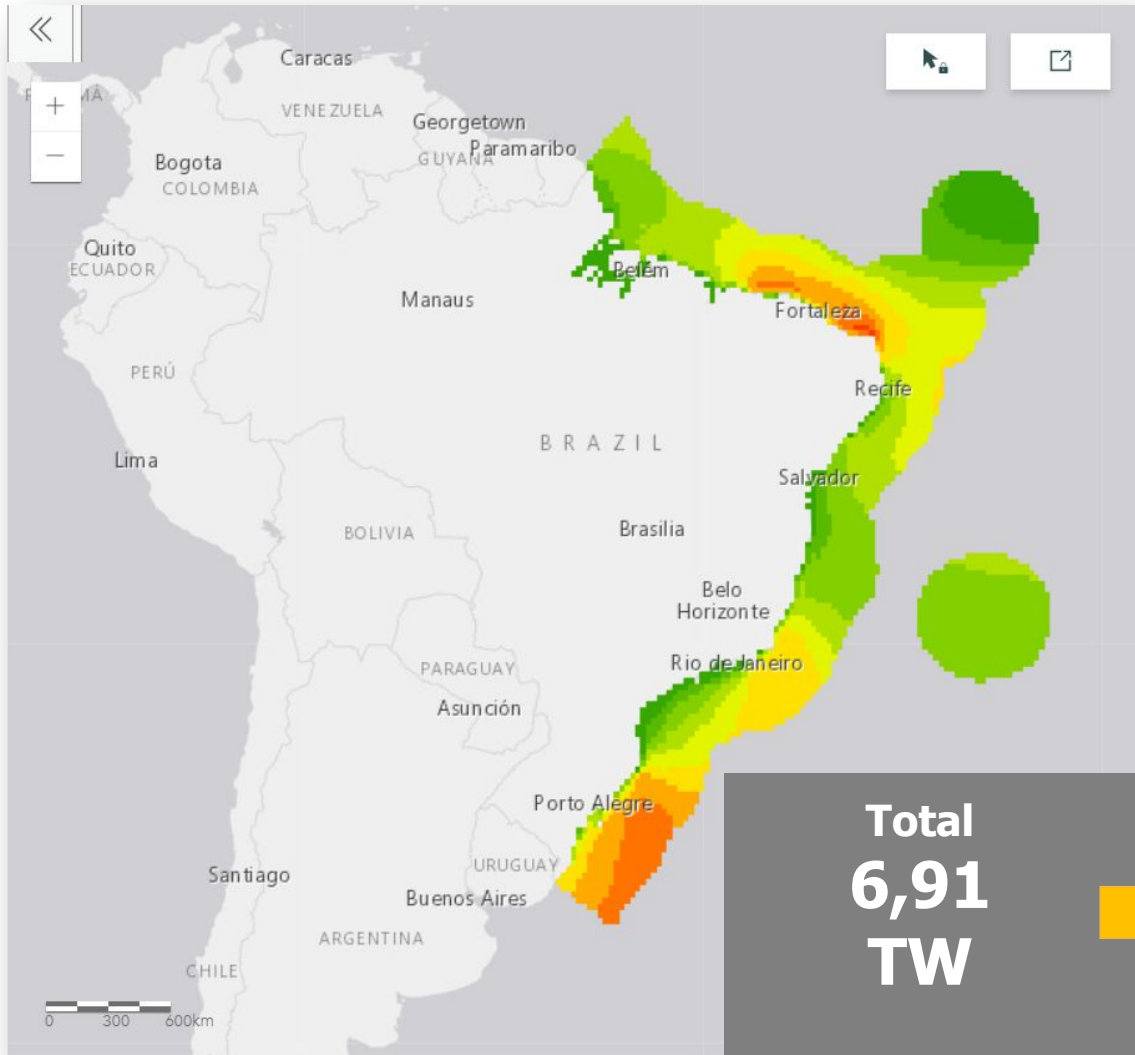 Caracas
P MÁ
VENEZUELA
Georgetown
Paramaribo
GUYANA
Bogota
COLOMBIA
Quito
ECUADOR
Belém
Manaus
Fortaleza
PERÚ
Recife
BRAZIL
Lima
Salvador
BOLIVIA
Brasilia
Belo
Horizonte
Rio de Janeiro
PARAGUAY
Asunción
Porto Alegre
URUGUAY
Santiago
Buenos Aires
ARGENTINA
CHILE
0 300 600km
Total
6,91
TW